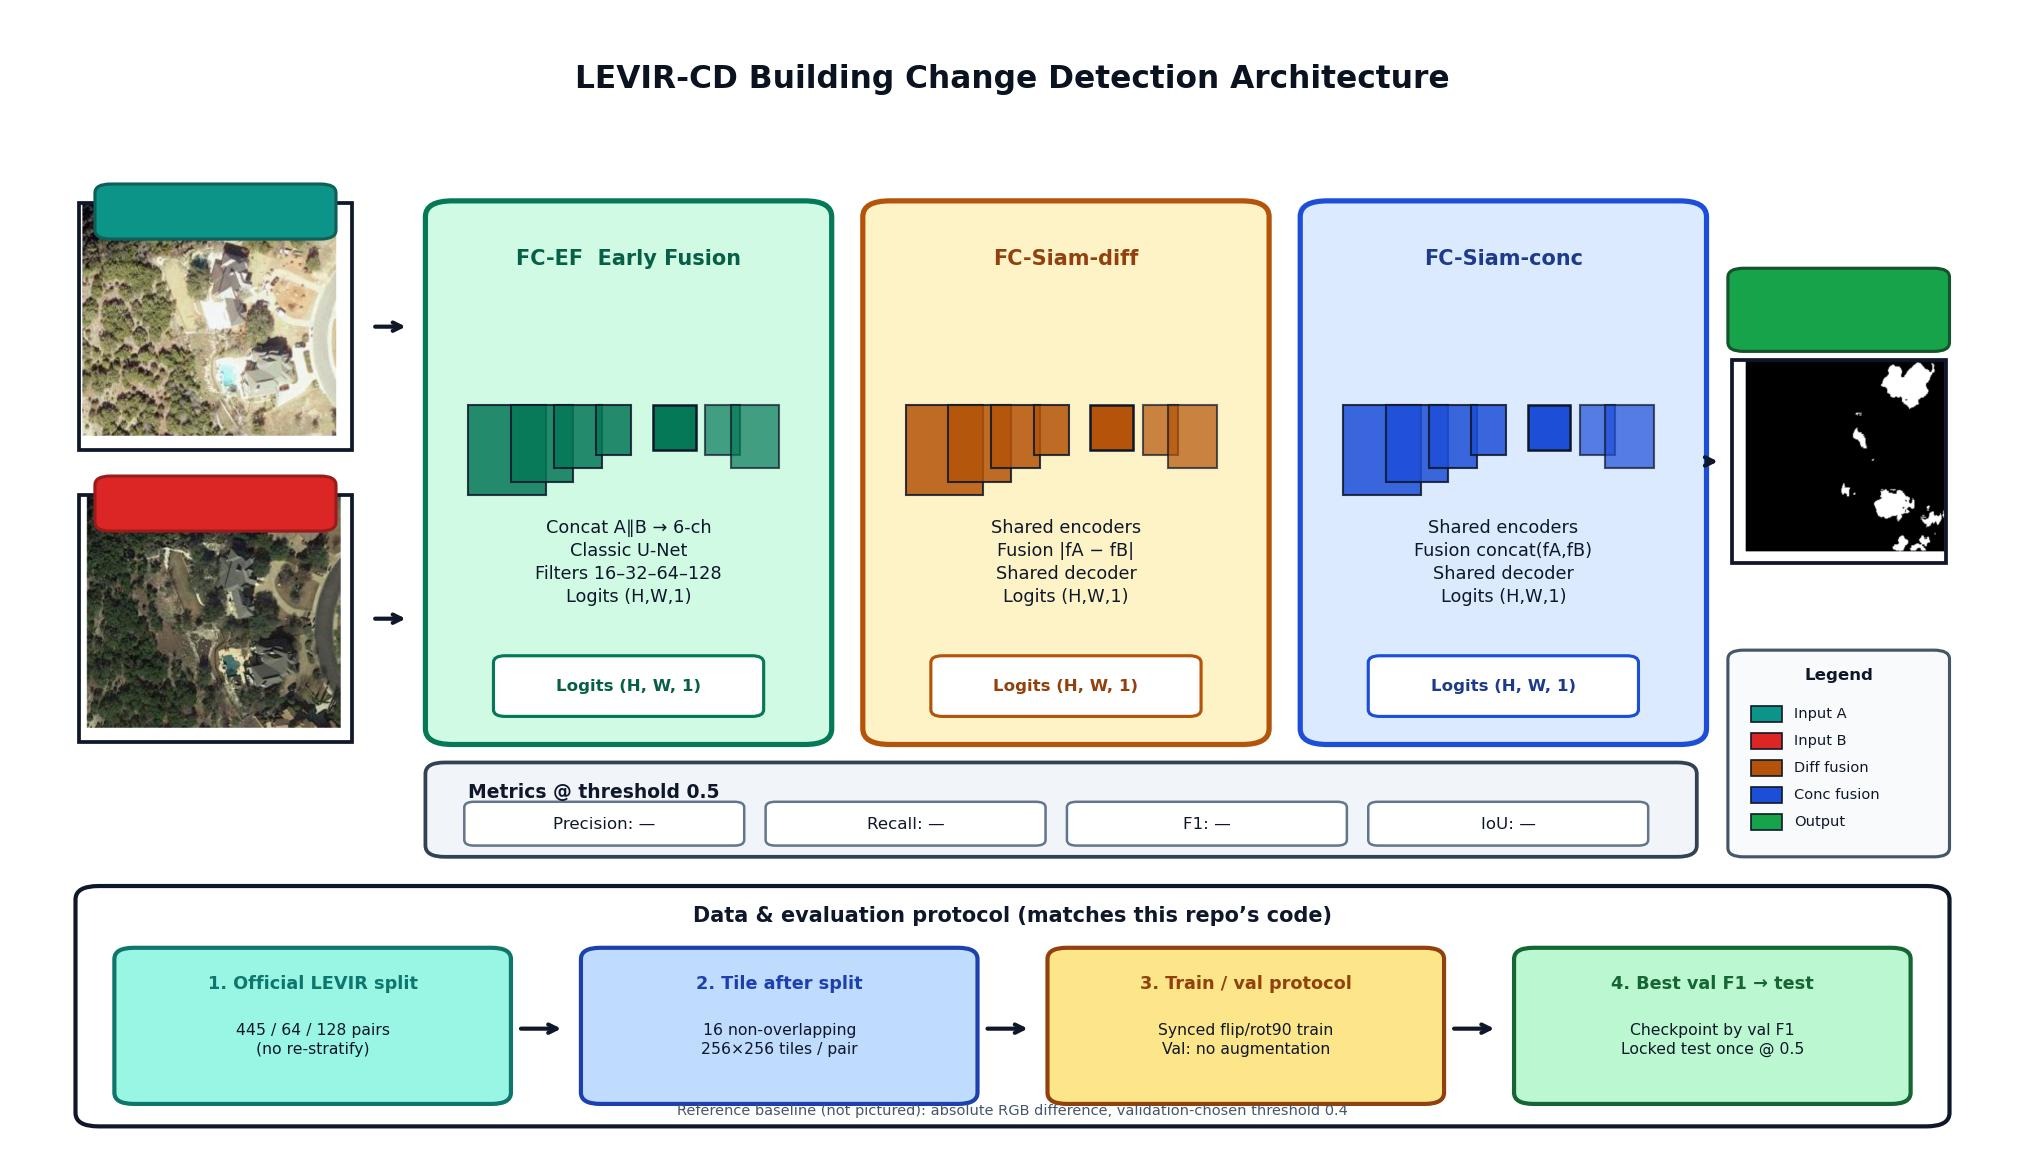 LEVIR-CD Building Change Detection Architecture
FC-EF  Early Fusion
Concat A∥B → 6-ch
Classic U-Net
Filters 16–32–64–128
Logits (H,W,1)
Logits (H, W, 1)
FC-Siam-diff
Shared encoders
Fusion |fA − fB|
Shared decoder
Logits (H,W,1)
Logits (H, W, 1)
FC-Siam-conc
Shared encoders
Fusion concat(fA,fB)
Shared decoder
Logits (H,W,1)
Logits (H, W, 1)
Legend
Input A
Input B
Diff fusion
Conc fusion
Output
Metrics @ threshold 0.5
Precision: —
Recall: —
F1: —
IoU: —
Data & evaluation protocol (matches this repo’s code)
1. Official LEVIR split
445 / 64 / 128 pairs
(no re-stratify)
2. Tile after split
16 non-overlapping
256×256 tiles / pair
3. Train / val protocol
Synced flip/rot90 train
Val: no augmentation
4. Best val F1 → test
Checkpoint by val F1
Locked test once @ 0.5
Reference baseline (not pictured): absolute RGB difference, validation-chosen threshold 0.4